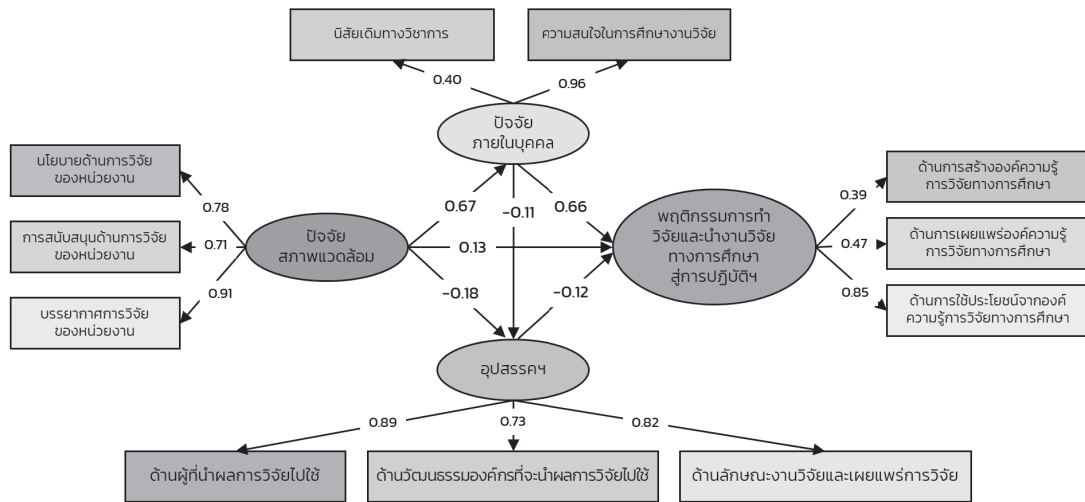 นิสัยเดิมทางวิชาการ
ความสนใจในการศึกษางานวิจัย
0.40
0.96
ปัจจัย
ภายในบุคคล
นโยบายด้านการวิจัย
ของหน่วยงาน
การสนับสนุนด้านการวิจัย
ของหน่วยงาน
บรรยากาศการวิจัย
ของหน่วยงาน
0.78
0.71
0.91
ปัจจัย
สภาพแวดล้อม
0.67
-0.11
0.66
0.13
-0.18
-0.12
พฤติกรรมการทำ
วิจัยและนำงานวิจัย
ทางการศึกษา
สู่การปฏิบัติฯ
0.39
0.47
0.85
ด้านการสร้างองค์ความรู้
การวิจัยทางการศึกษา
ด้านการเผยแพร่องค์ความรู้
การวิจัยทางการศึกษา
ด้านการใช้ประโยชน์จากองค์
ความรู้การวิจัยทางการศึกษา
อุปสรรคฯ
0.89
0.73
0.82
ด้านผู้ที่นำผลการวิจัยไปใช้
ด้านวัฒนธรรมองค์กรที่จะนำผลการวิจัยไปใช้
ด้านลักษณะงานวิจัยและเผยแพร่การวิจัย